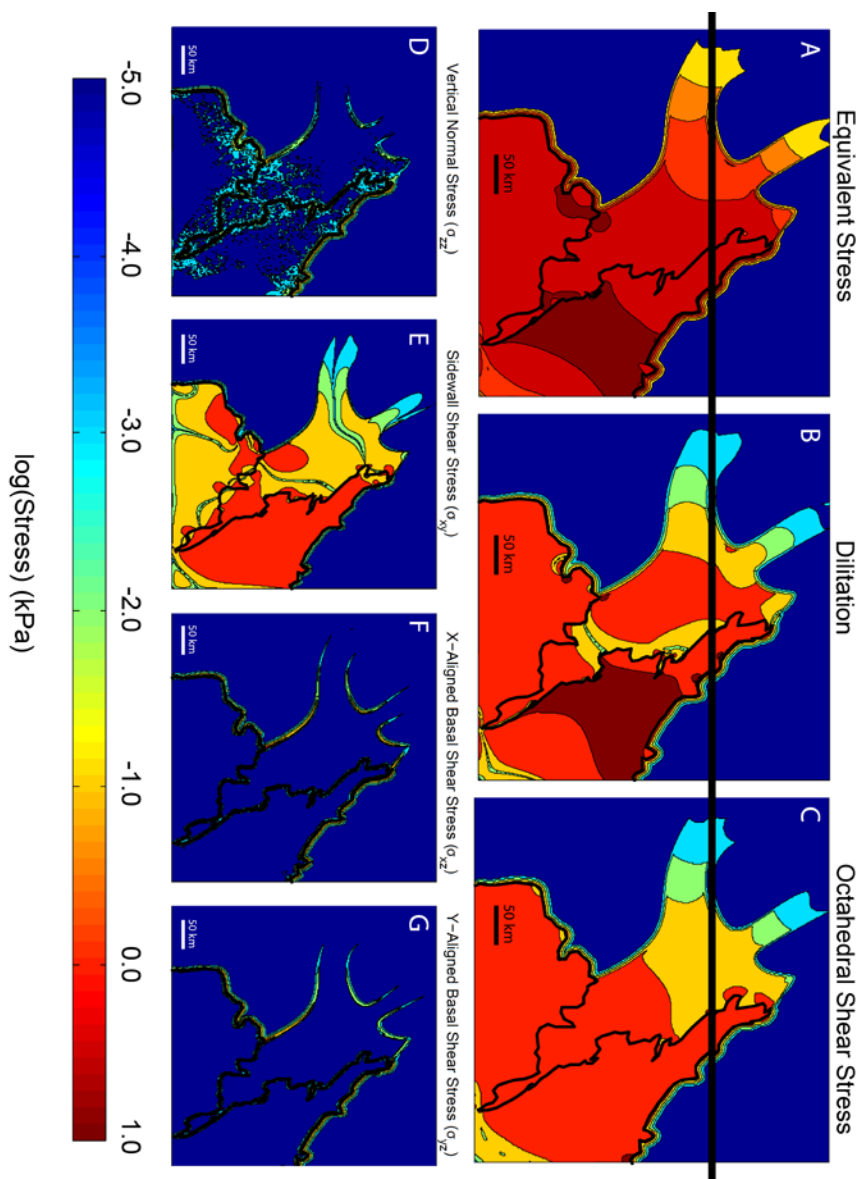 Equivalent Stress
A
50 km
Dilitation
B
50 km
Octahedral Shear Stress
C
50 km
Vertical Normal Stress (σzz)
D
50 km
Sidewall Shear Stress (σxy)
E
50 km
X-Aligned Basal Shear Stress (σxz)
F
50 km
Y-Aligned Basal Shear Stress (σyz)
G
50 km
-5.0 -4.0 -3.0 -2.0 -1.0 0.0 1.0
log(Stress) (kPa)